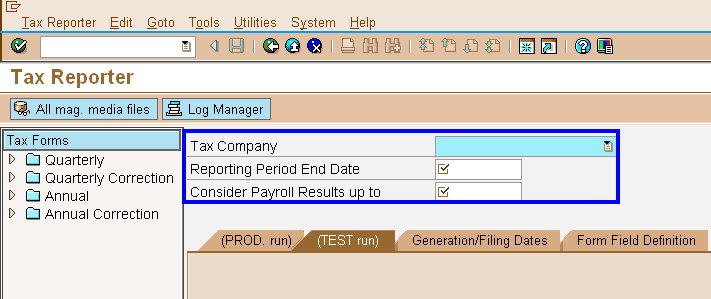 Tax Reporter Edit Goto Tools Utilities System Help
Tax Reporter
All mag. media files Log Manager
Tax Forms
Quarterly
Quarterly Correction
Annual
Annual Correction
Tax Company
Reporting Period End Date
Consider Payroll Results up to
(PROD. run) (TEST run) Generation/Filing Dates Form Field Definition